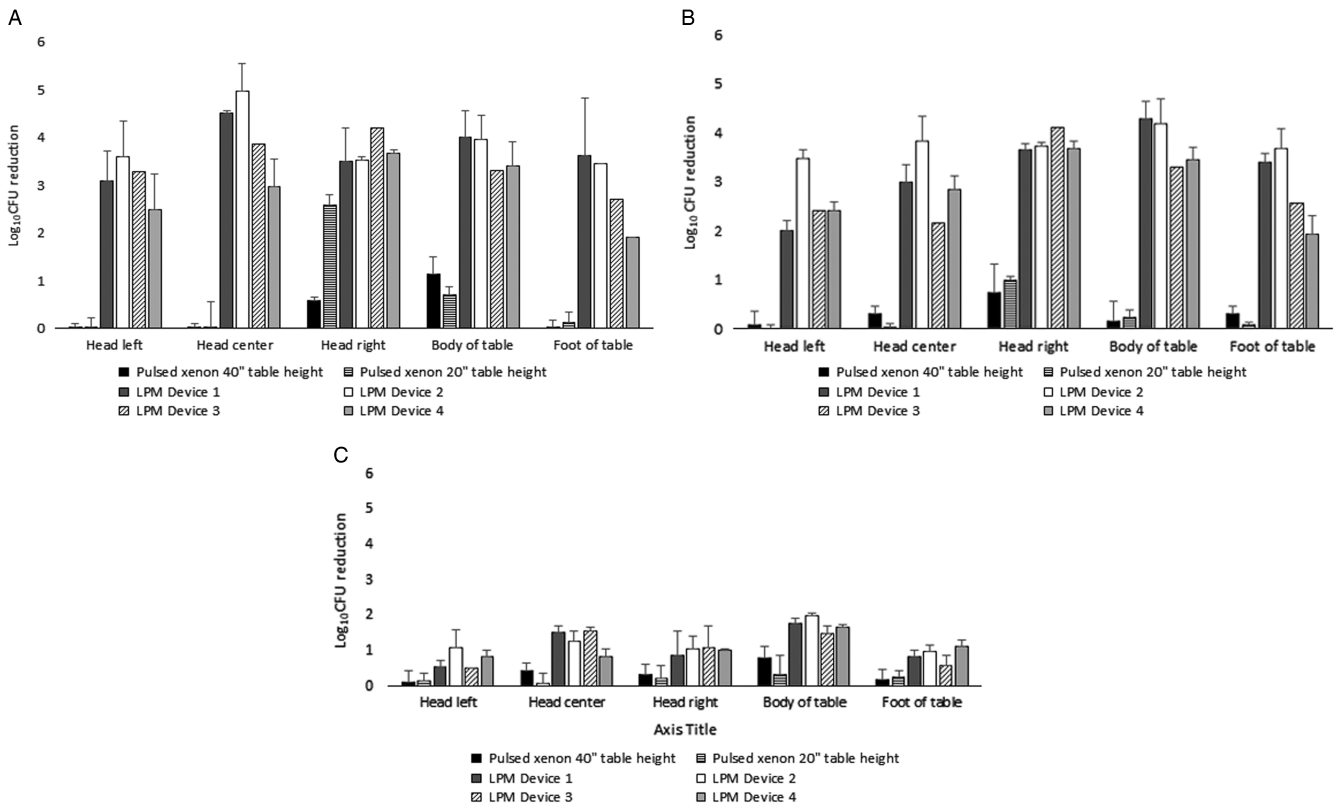 A
6
5
4
3
2
1
0
Log10CFU reduction
Head left Head center Head right Body of table Foot of table
Pulsed xenon 40" table height Pulsed xenon 20" table height
LPM Device 1 LPM Device 2
LPM Device 3 LPM Device 4
B
6
5
4
3
2
1
0
Log10 CFU reduction
Head left Head center Head right Body of table Foot of table
Pulsed xenon 40" table height Pulsed xenon 20" table height
LPM Device 1 LPM Device 2
LPM Device 3 LPM Device 4
C
6
5
4
3
2
1
0
Log10CFU reduction
Head left Head center Head right Body of table Foot of table
Axis Title
Pulsed xenon 40" table height Pulsed xenon 20" table height
LPM Device 1 LPM Device 2
LPM Device 3 LPM Device 4